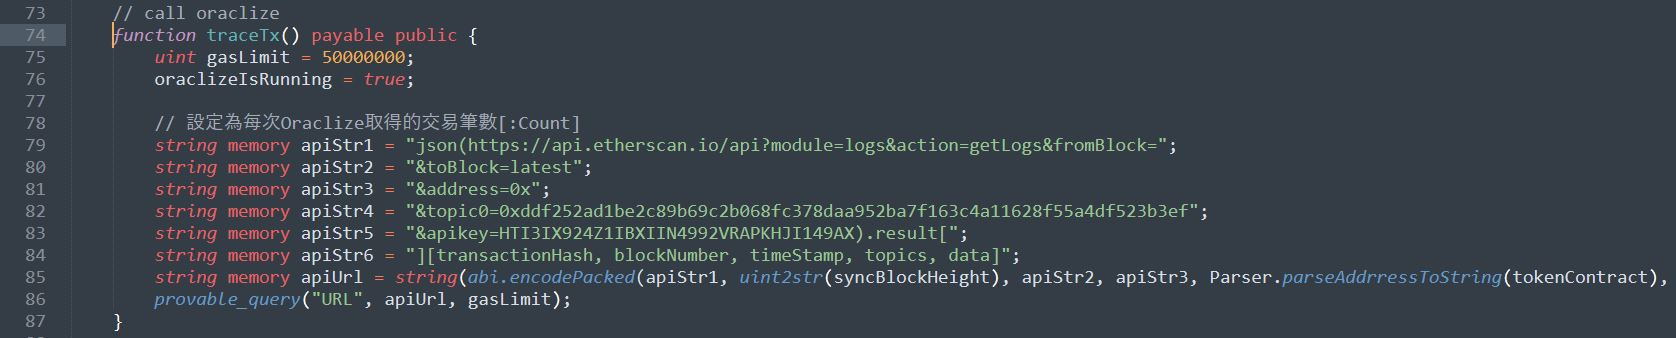 73 // call oraclize
74 function traceTx() payable public {
75 uint gasLimit = 50000000;
76 oraclizeIsRunning = true;
77
78 // 設定為每次Oraclize取得的交易筆數[:Count]
79 string memory apiStr1 = "json(https://api.etherscan.io/api?module=logs&action=getLogs&fromBlock=";
80 string memory apiStr2 = "&toBlock=latest";
81 string memory apiStr3 = "&address=0x";
82 string memory apiStr4 = "&topic0=0xddf252ad1be2c89b69c2b068fc378daa952ba7f163c4a11628f55a4df523b3ef";
83 string memory apiStr5 = "&apikey=HTI3IX924Z1IBXIIN4992VRAPKHJI149AX).result[";
84 string memory apiStr6 = "][transactionHash, blockNumber, timeStamp, topics, data]";
85 string memory apiUrl = string(abi.encodePacked(apiStr1, uint2str(syncBlockHeight), apiStr2, apiStr3, Parser.parseAddrressToString(tokenContract),
86 provable_query("URL", apiUrl, gasLimit);
87 }